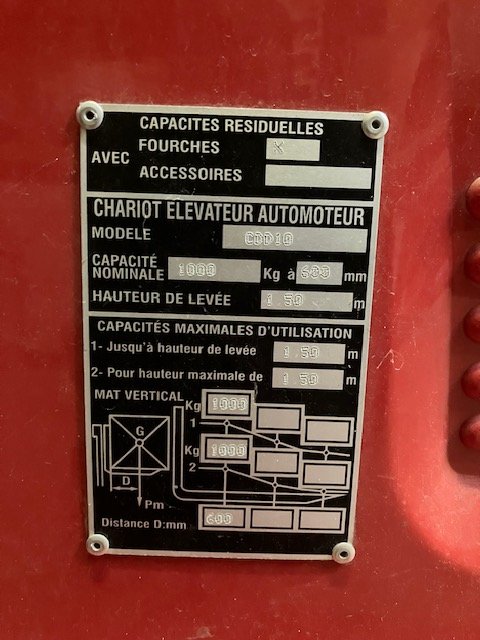 CAPACITES RESIDUELLES
AVEC FOURCHES X
ACCESSOIRES
CHARIOT ELEVATEUR AUTOMOTEUR
MODELE CDD10
CAPACITÉ NOMINALE 1000 Kg à 600 mm
HAUTEUR DE LEVÉE 1.50 m
CAPACITÉS MAXIMALES D'UTILISATION
1- Jusqu'à hauteur de levée 1 50 m
2- Pour hauteur maximale de 1 50 m
MAT VERTICAL Kg 1000
1
G Kg 1000
2
D
Pm
Distance D:mm 600